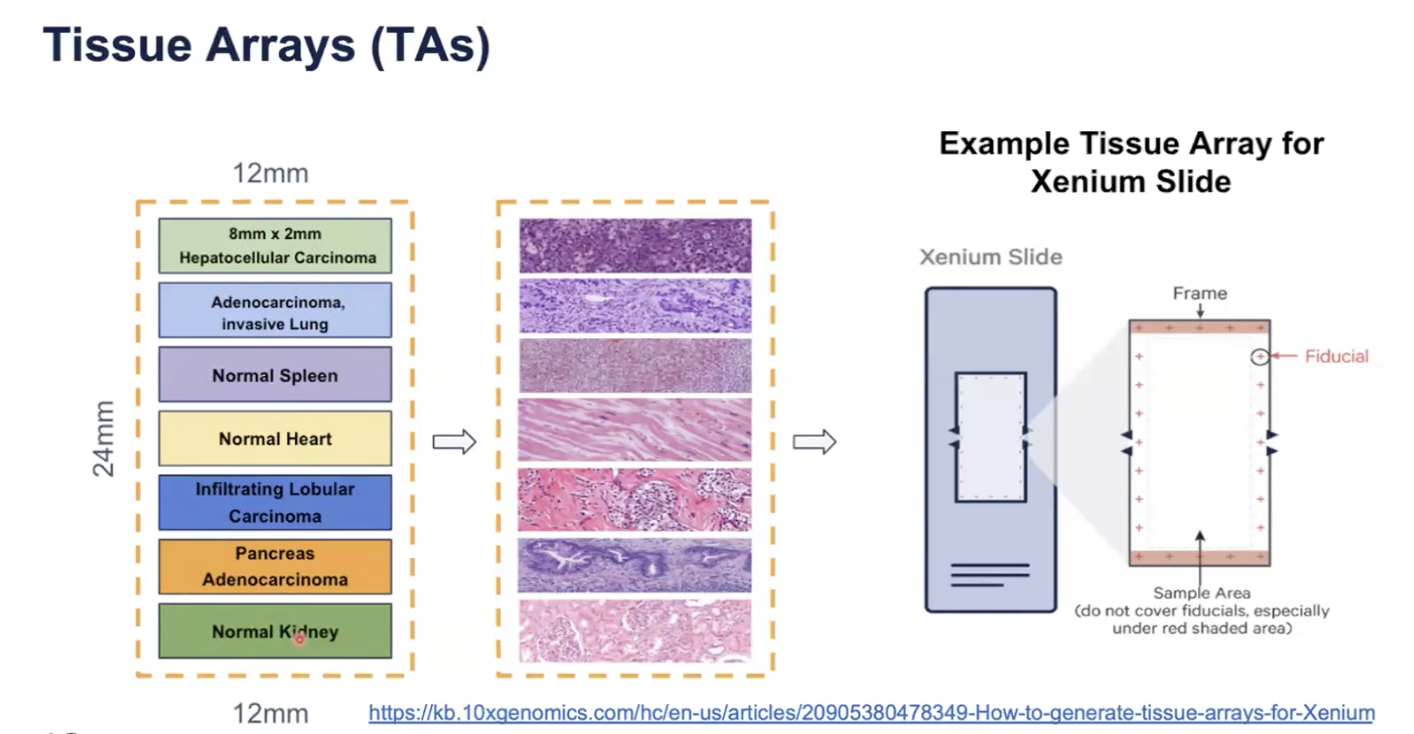 Tissue Arrays (TAs)
12mm
24mm
8mm x 2mm
Hepatocellular Carcinoma
Adenocarcinoma,
invasive Lung
Normal Spleen
Normal Heart
Infiltrating Lobular
Carcinoma
Pancreas
Adenocarcinoma
Normal Kidney
12mm
Example Tissue Array for
Xenium Slide
Xenium Slide
Frame
Fiducial
Sample Area
(do not cover fiducials, especially
under red shaded area)
https://kb.10xgenomics.com/hc/en-us/articles/20905380478349-How-to-generate-tissue-arrays-for-Xenium